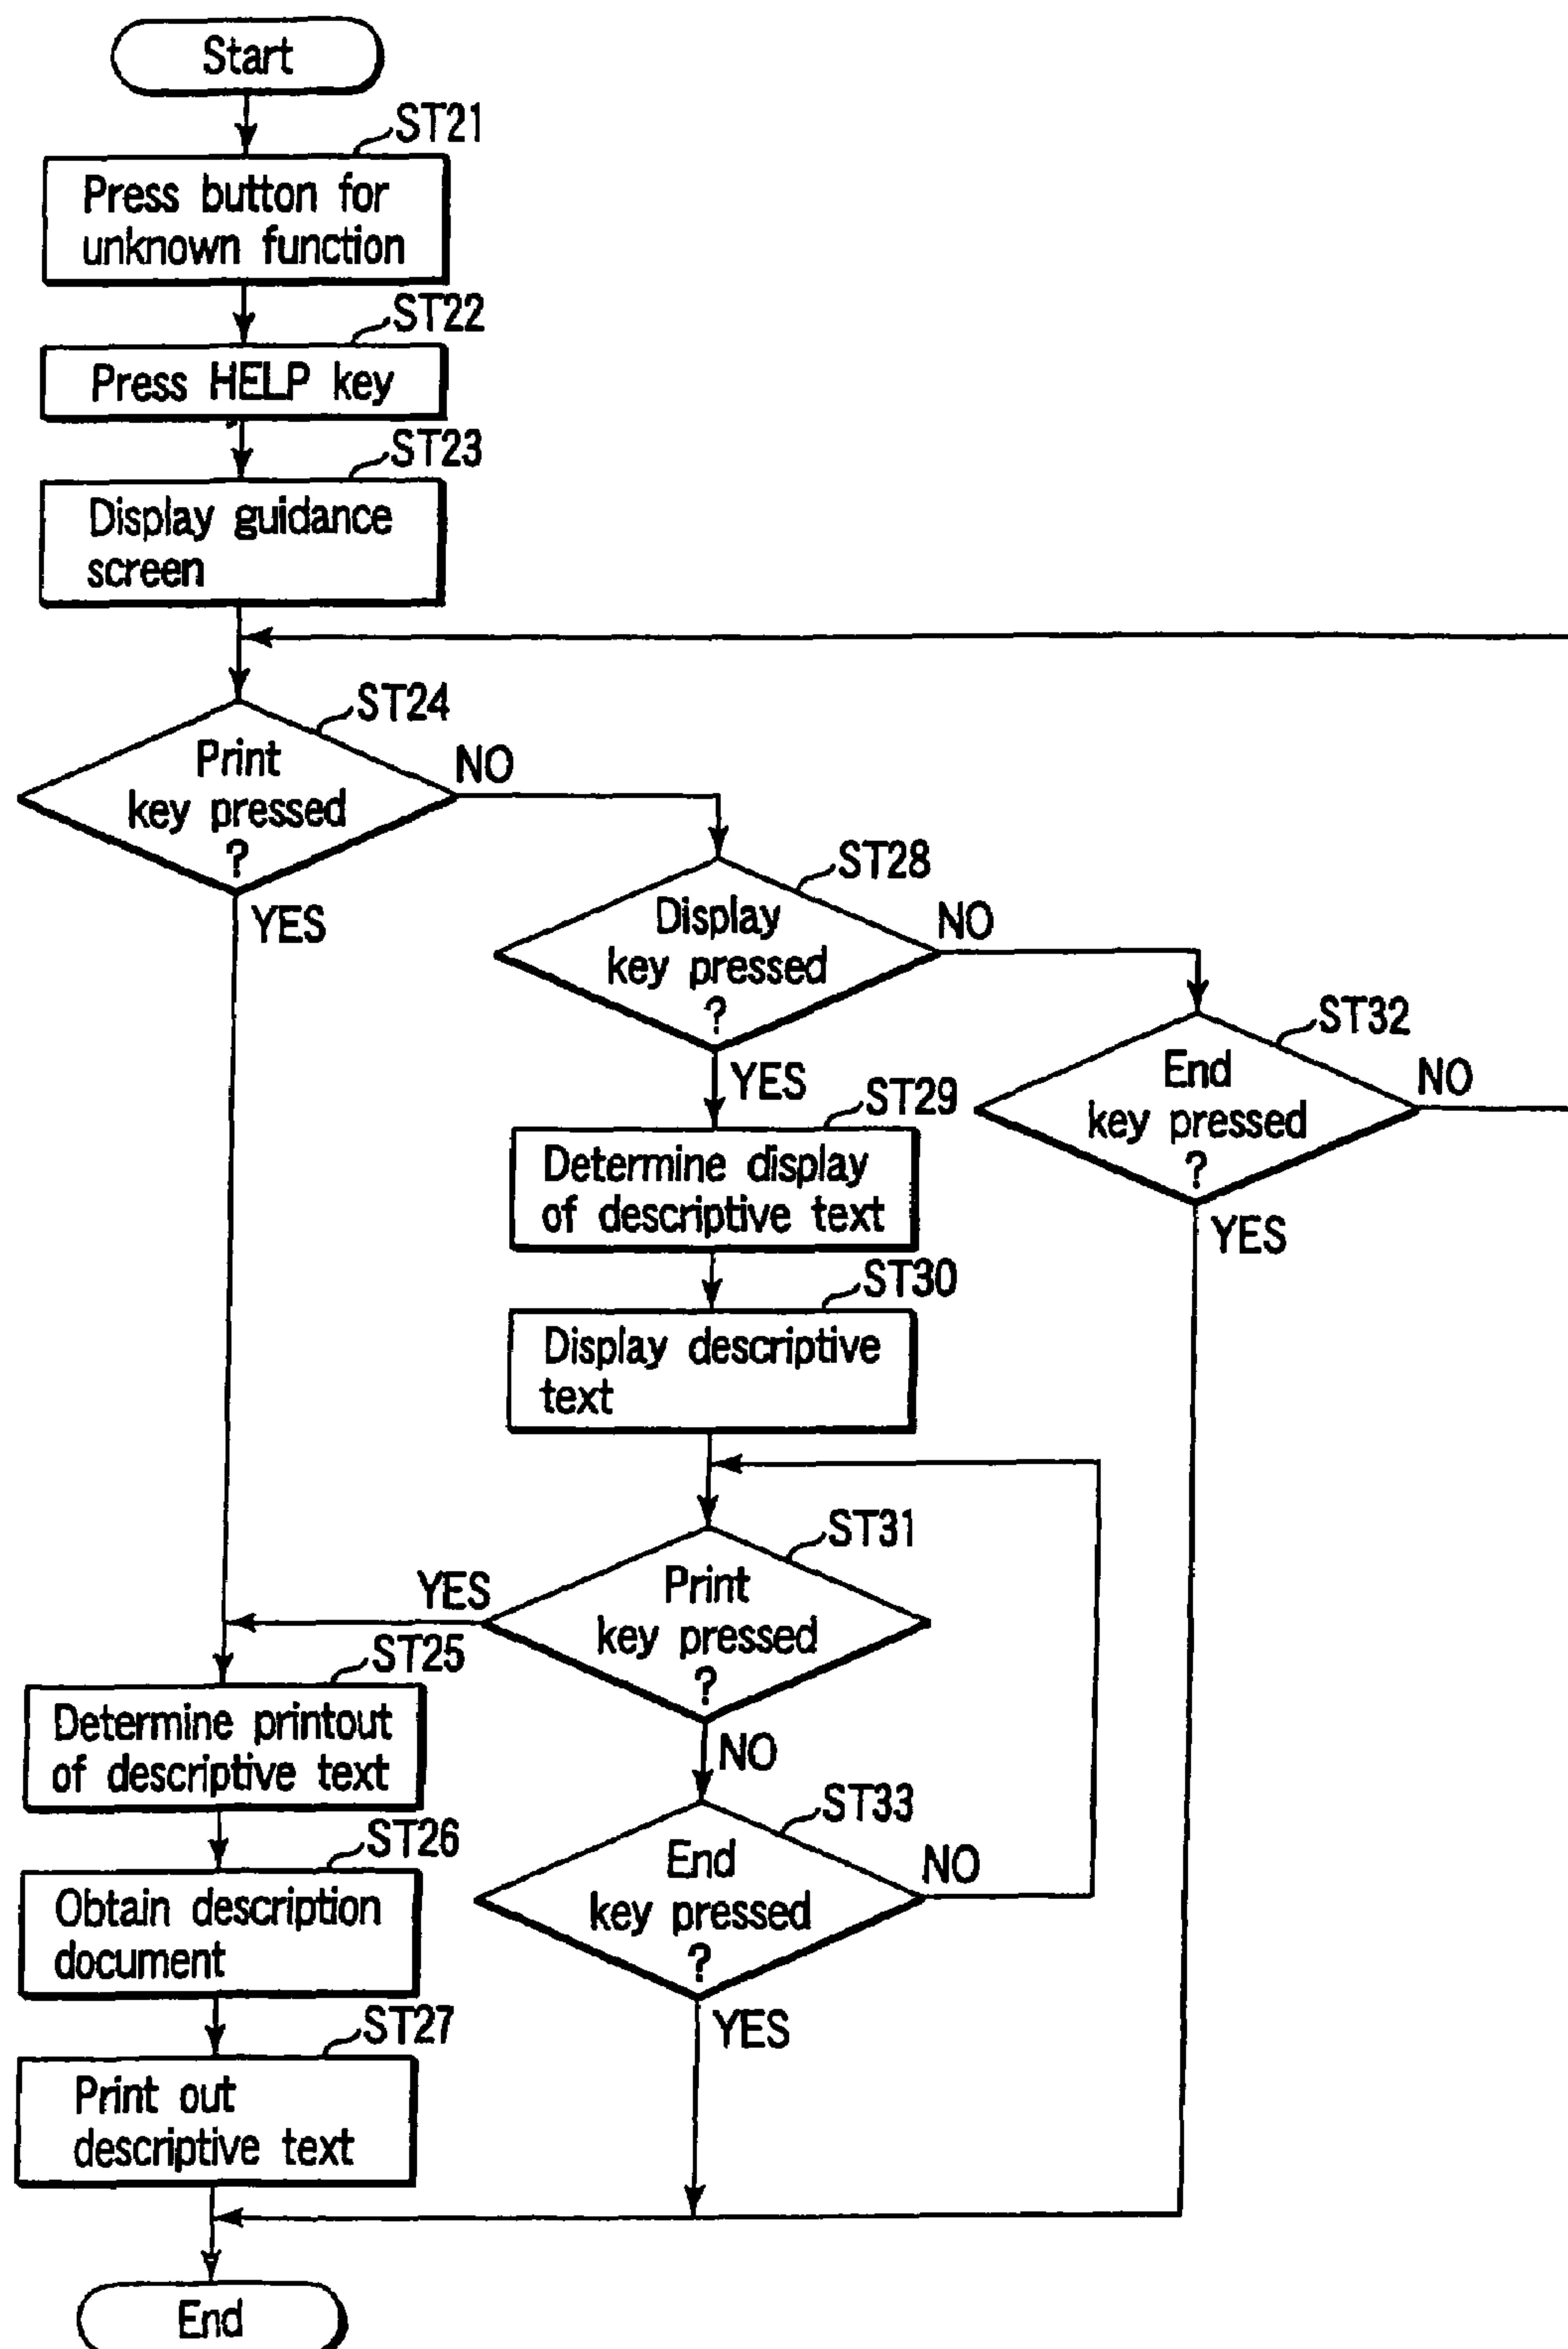 Start
ST21
Press button for
unknown function
ST22
Press HELP key
ST23
Display guidance
screen
ST24
Print
key pressed
?
NO
YES
ST28
Display
key pressed
?
NO
YES
ST32
End
key pressed
?
NO
YES
ST29
Determine display
of descriptive text
ST30
Display descriptive
text
ST31
Print
key pressed
?
YES
NO
ST25
Determine printout
of descriptive text
ST33
End
key pressed
?
NO
YES
ST26
Obtain description
document
ST27
Print out
descriptive text
End